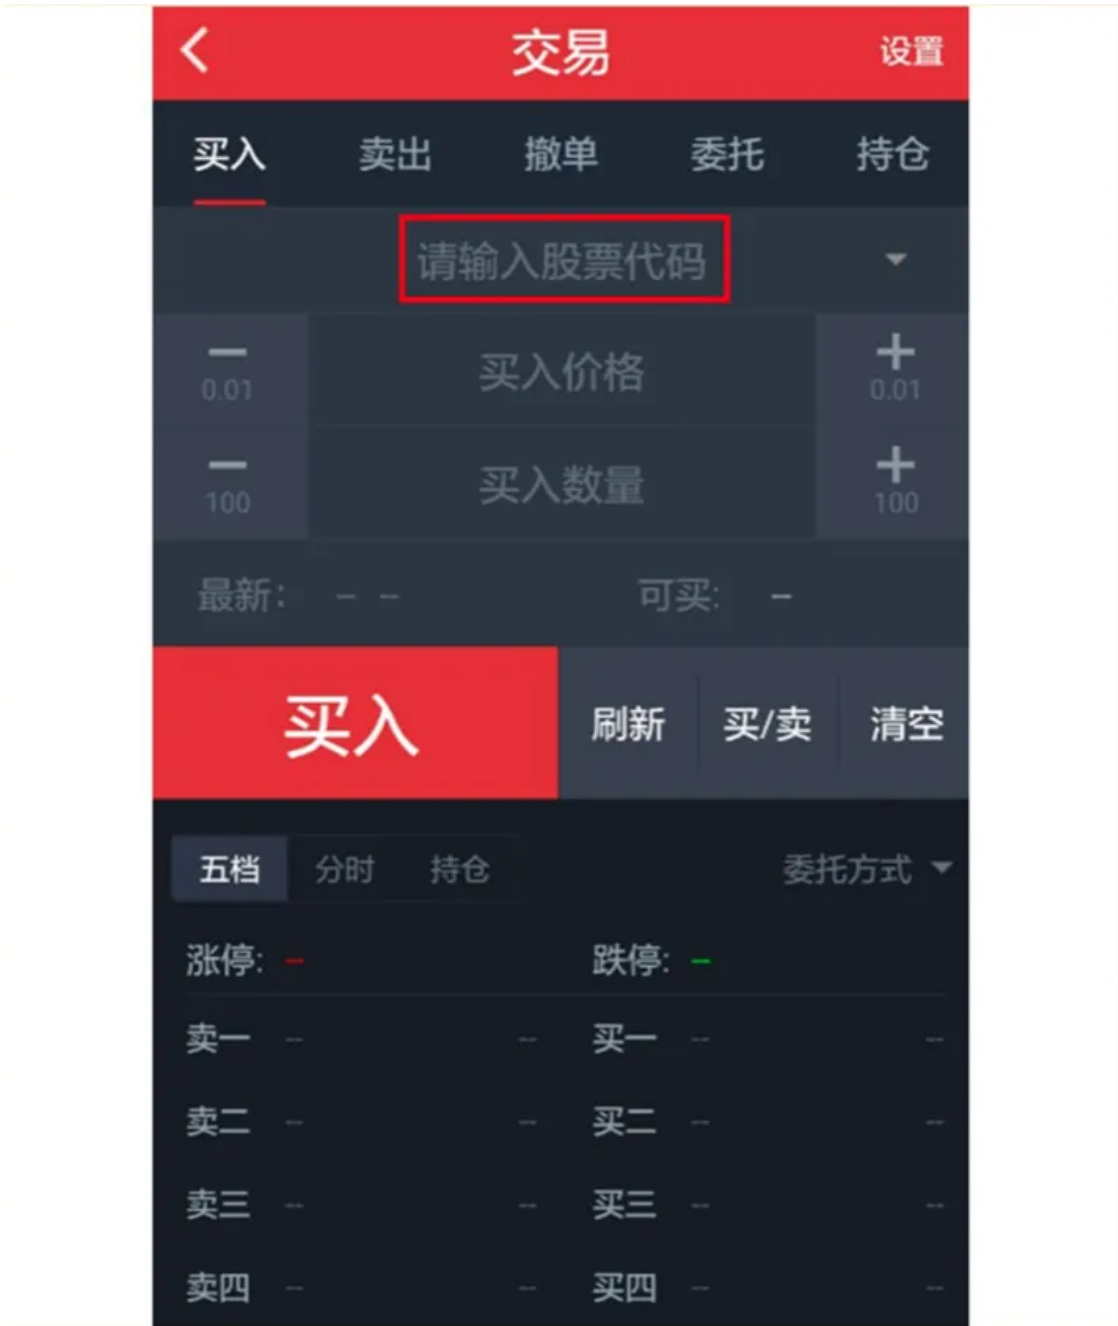 交易 设置
买入 卖出 撤单 委托 持仓
请输入股票代码
− 买入价格 +
0.01 0.01
− 买入数量 +
100 100
最新: -- 可买: -
买入 刷新 买/卖 清空
五档 分时 持仓 委托方式
涨停: - 跌停: -
卖一 -- -- 买一 -- --
卖二 -- -- 买二 -- --
卖三 -- -- 买三 -- --
卖四 -- -- 买四 -- --